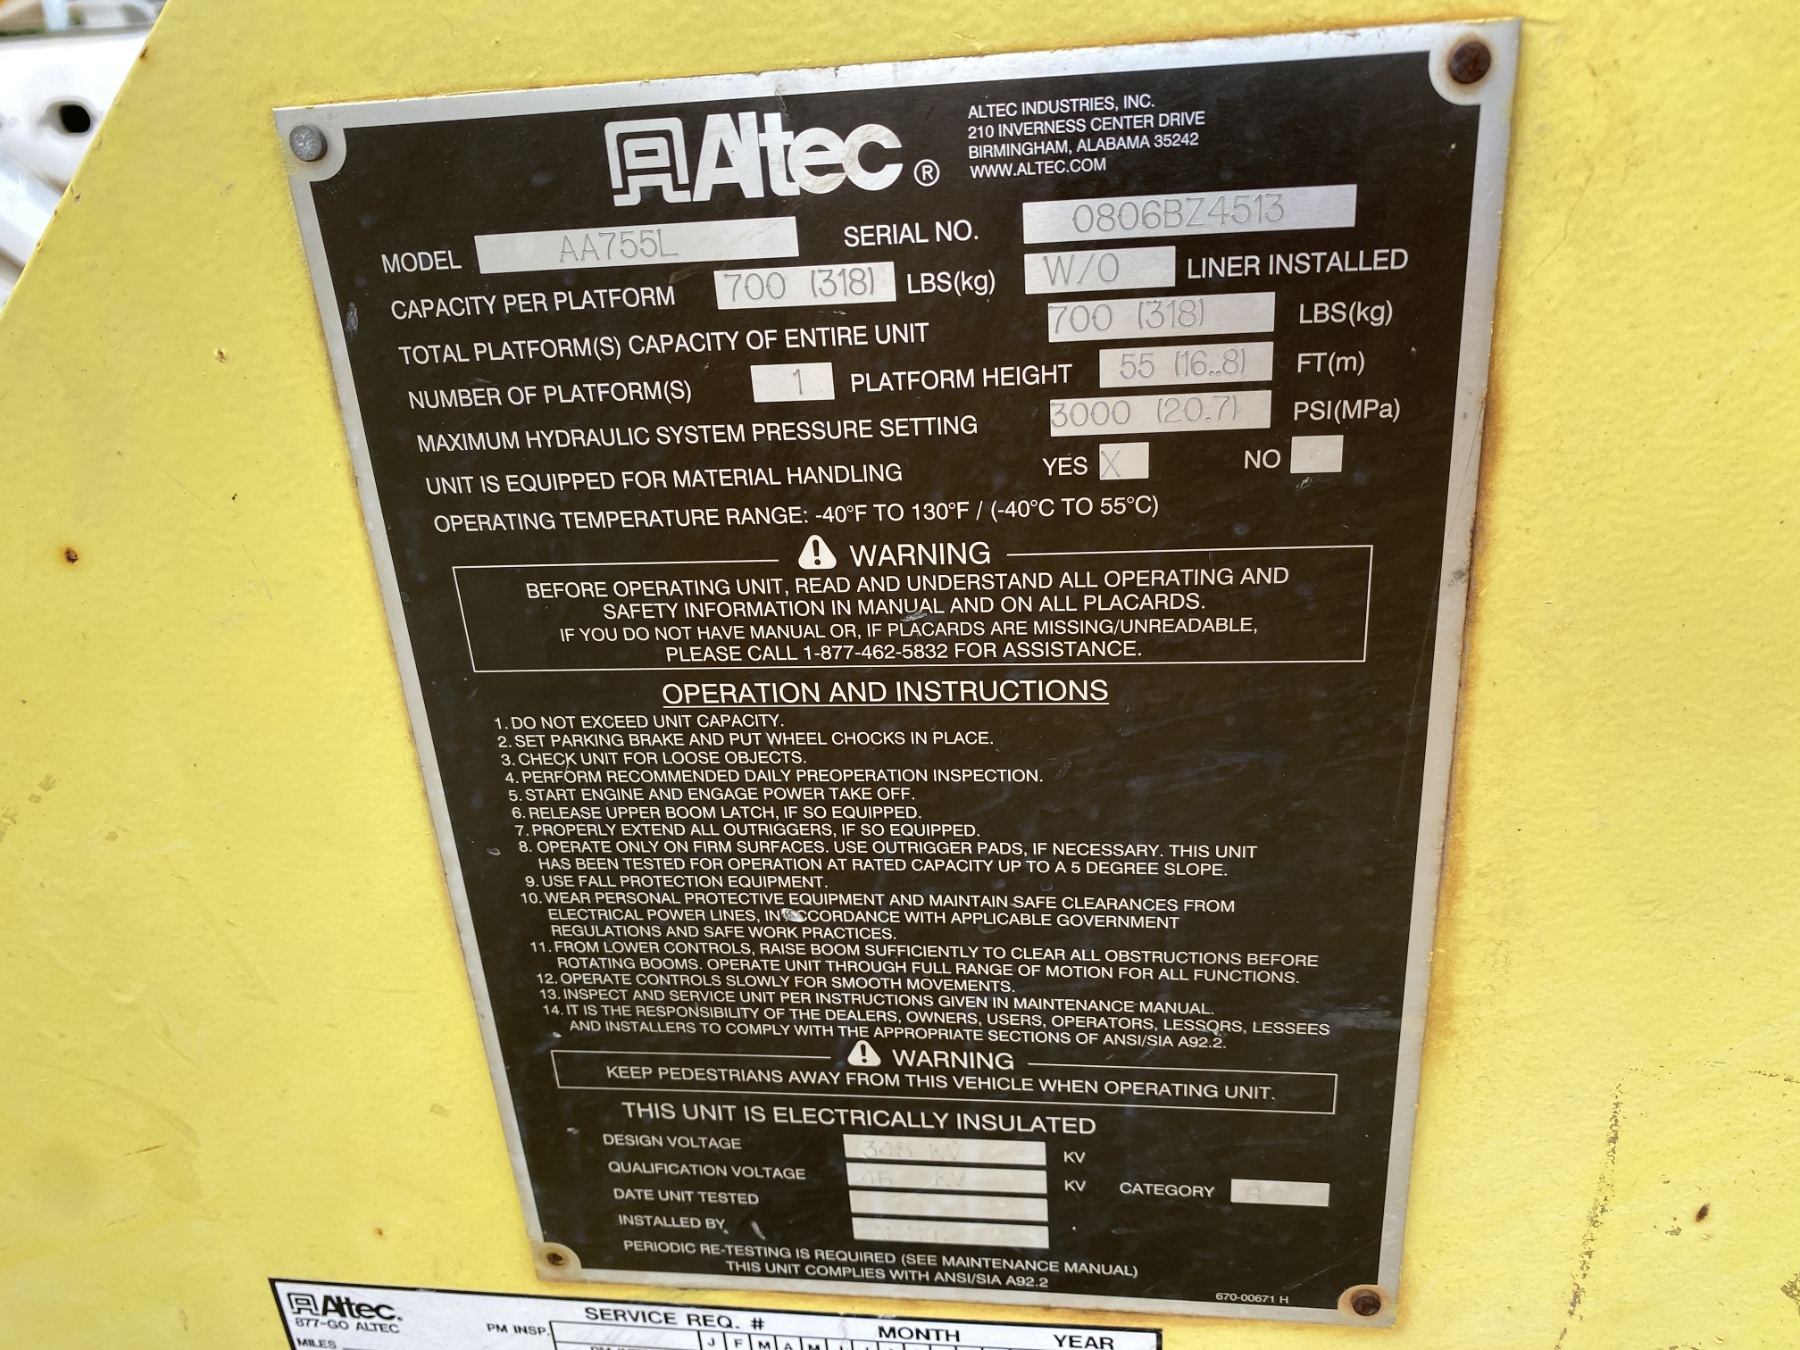 Altec ®
ALTEC INDUSTRIES, INC.
210 INVERNESS CENTER DRIVE
BIRMINGHAM, ALABAMA 35242
WWW.ALTEC.COM
MODEL AA755L SERIAL NO. 0806BZ4513
CAPACITY PER PLATFORM 700 (318) LBS(kg) W/O LINER INSTALLED
TOTAL PLATFORM(S) CAPACITY OF ENTIRE UNIT 700 (318) LBS(kg)
NUMBER OF PLATFORM(S) 1 PLATFORM HEIGHT 55 (16..8) FT(m)
MAXIMUM HYDRAULIC SYSTEM PRESSURE SETTING 3000 (20.7) PSI(MPa)
UNIT IS EQUIPPED FOR MATERIAL HANDLING YES X NO
OPERATING TEMPERATURE RANGE: -40°F TO 130°F / (-40°C TO 55°C)
WARNING
BEFORE OPERATING UNIT, READ AND UNDERSTAND ALL OPERATING AND
SAFETY INFORMATION IN MANUAL AND ON ALL PLACARDS.
IF YOU DO NOT HAVE MANUAL OR, IF PLACARDS ARE MISSING/UNREADABLE,
PLEASE CALL 1-877-462-5832 FOR ASSISTANCE.
OPERATION AND INSTRUCTIONS
1. DO NOT EXCEED UNIT CAPACITY.
2. SET PARKING BRAKE AND PUT WHEEL CHOCKS IN PLACE.
3. CHECK UNIT FOR LOOSE OBJECTS.
4. PERFORM RECOMMENDED DAILY PREOPERATION INSPECTION.
5. START ENGINE AND ENGAGE POWER TAKE OFF.
6. RELEASE UPPER BOOM LATCH, IF SO EQUIPPED.
7. PROPERLY EXTEND ALL OUTRIGGERS, IF SO EQUIPPED.
8. OPERATE ONLY ON FIRM SURFACES. USE OUTRIGGER PADS, IF NECESSARY. THIS UNIT
HAS BEEN TESTED FOR OPERATION AT RATED CAPACITY UP TO A 5 DEGREE SLOPE.
9. USE FALL PROTECTION EQUIPMENT.
10. WEAR PERSONAL PROTECTIVE EQUIPMENT AND MAINTAIN SAFE CLEARANCES FROM
ELECTRICAL POWER LINES, IN ACCORDANCE WITH APPLICABLE GOVERNMENT
REGULATIONS AND SAFE WORK PRACTICES.
11. FROM LOWER CONTROLS, RAISE BOOM SUFFICIENTLY TO CLEAR ALL OBSTRUCTIONS BEFORE
ROTATING BOOMS. OPERATE UNIT THROUGH FULL RANGE OF MOTION FOR ALL FUNCTIONS.
12. OPERATE CONTROLS SLOWLY FOR SMOOTH MOVEMENTS.
13. INSPECT AND SERVICE UNIT PER INSTRUCTIONS GIVEN IN MAINTENANCE MANUAL.
14. IT IS THE RESPONSIBILITY OF THE DEALERS, OWNERS, USERS, OPERATORS, LESSORS, LESSEES
AND INSTALLERS TO COMPLY WITH THE APPROPRIATE SECTIONS OF ANSI/SIA A92.2.
WARNING
KEEP PEDESTRIANS AWAY FROM THIS VEHICLE WHEN OPERATING UNIT.
THIS UNIT IS ELECTRICALLY INSULATED
DESIGN VOLTAGE KV KV
QUALIFICATION VOLTAGE 46 KV KV CATEGORY
DATE UNIT TESTED
INSTALLED BY
PERIODIC RE-TESTING IS REQUIRED (SEE MAINTENANCE MANUAL)
THIS UNIT COMPLIES WITH ANSI/SIA A92.2
670-00671 H
Altec.
877-GO ALTEC
MILES
PM INSP.
SERVICE REQ. # MONTH YEAR
J F M A M J